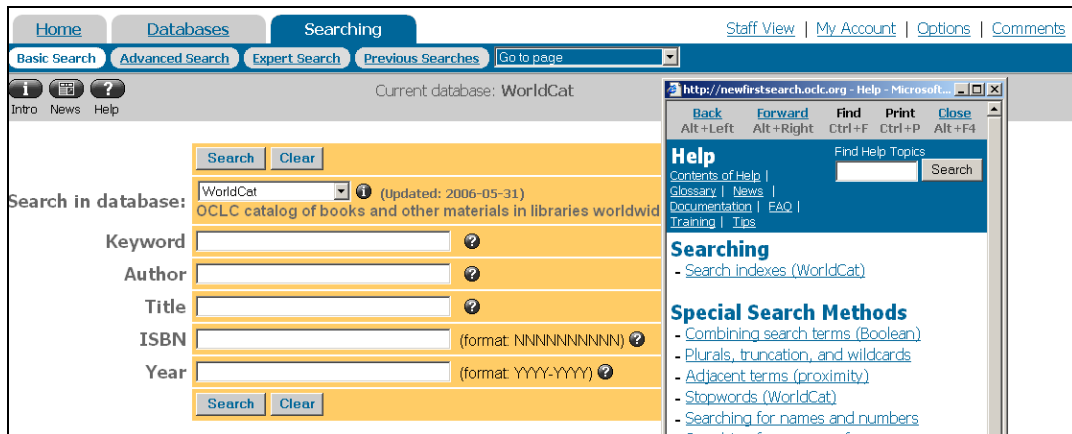 Home Databases Searching Staff View | My Account | Options | Comments
Basic Search Advanced Search Expert Search Previous Searches Go to page
Intro News Help
Current database: WorldCat
Search Clear
Search in database: WorldCat (Updated: 2006-05-31)
OCLC catalog of books and other materials in libraries worldwid
Keyword
Author
Title
ISBN (format: NNNNNNNNNN)
Year (format: YYYY-YYYY)
Search Clear
http://newfirstsearch.oclc.org - Help - Microsoft...
Back Forward Find Print Close
Alt+Left Alt+Right Ctrl+F Ctrl+P Alt+F4
Help Find Help Topics
Contents of Help | Search
Glossary | News |
Documentation | FAQ |
Training | Tips
Searching
- Search indexes (WorldCat)
Special Search Methods
- Combining search terms (Boolean)
- Plurals, truncation, and wildcards
- Adjacent terms (proximity)
- Stopwords (WorldCat)
- Searching for names and numbers